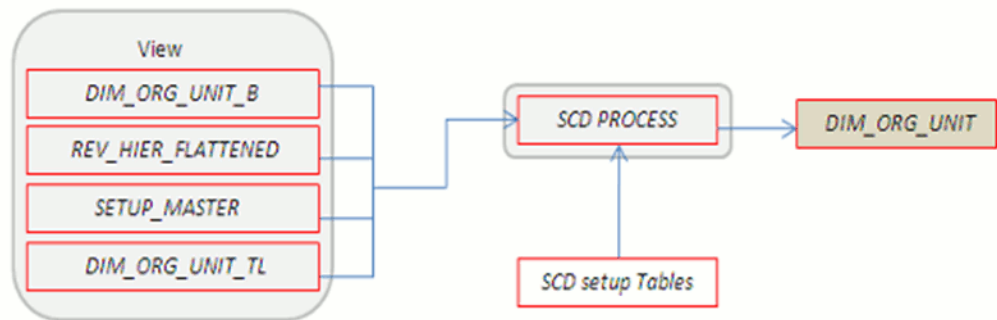 View
DIM_ORG_UNIT_B
REV_HIER_FLATTENED
SETUP_MASTER
DIM_ORG_UNIT_TL
SCD PROCESS
SCD setup Tables
DIM_ORG_UNIT